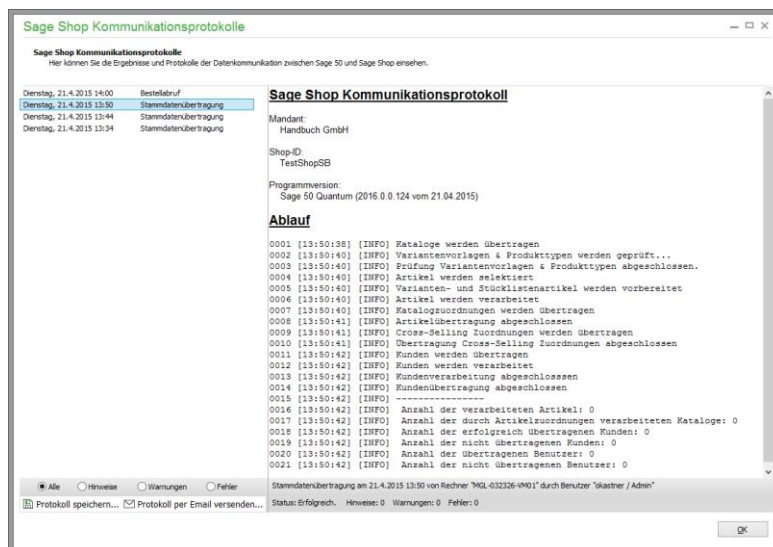 Sage Shop Kommunikationsprotokolle
Sage Shop Kommunikationsprotokolle
Hier können Sie die Ergebnisse und Protokolle der Datenkommunikation zwischen Sage 50 und Sage Shop einsehen.
Dienstag, 21.4.2015 14:00 Bestellabruf
Dienstag, 21.4.2015 13:50 Stammdatenübertragung
Dienstag, 21.4.2015 13:44 Stammdatenübertragung
Dienstag, 21.4.2015 13:34 Stammdatenübertragung
Sage Shop Kommunikationsprotokoll
Mandant:
Handbuch GmbH
Shop-ID:
TestShopSB
Programmversion:
Sage 50 Quantum (2016.0.0.124 vom 21.04.2015)
Ablauf
0001 [13:50:38] [INFO] Kataloge werden übertragen
0002 [13:50:40] [INFO] Variantenvorlagen & Produkttypen werden geprüft...
0003 [13:50:40] [INFO] Prüfung Variantenvorlagen & Produkttypen abgeschlossen.
0004 [13:50:40] [INFO] Artikel werden selektiert
0005 [13:50:40] [INFO] Varianten- und Stücklistenartikel werden vorbereitet
0006 [13:50:40] [INFO] Artikel werden verarbeitet
0007 [13:50:40] [INFO] Katalogzuordnungen werden übertragen
0008 [13:50:41] [INFO] Artikelübertragung abgeschlossen
0009 [13:50:41] [INFO] Cross-Selling Zuordnungen werden übertragen
0010 [13:50:41] [INFO] Übertragung Cross-Selling Zuordnungen abgeschlossen
0011 [13:50:42] [INFO] Kunden werden übertragen
0012 [13:50:42] [INFO] Kunden werden verarbeitet
0013 [13:50:42] [INFO] Kundenverarbeitung abgeschlosssen
0014 [13:50:42] [INFO] Kundenübertragung abgeschlossen
0015 [13:50:42] [INFO] ----------------
0016 [13:50:42] [INFO] Anzahl der verarbeiteten Artikel: 0
0017 [13:50:42] [INFO] Anzahl der durch Artikelzuordnungen verarbeiteten Kataloge: 0
0018 [13:50:42] [INFO] Anzahl der erfolgreich übertragenen Kunden: 0
0019 [13:50:42] [INFO] Anzahl der nicht übertragenen Kunden: 0
0020 [13:50:42] [INFO] Anzahl der übertragenen Benutzer: 0
0021 [13:50:42] [INFO] Anzahl der nicht übertragenen Benutzer: 0
Alle Hinweise Warnungen Fehler
Stammdatenübertragung am 21.4.2015 13:50 von Rechner "MGL-032326-VM01" durch Benutzer "okastner / Admin"
Protokoll speichern... Protokoll per Email versenden...
Status: Erfolgreich. Hinweise: 0 Warnungen: 0 Fehler: 0
OK